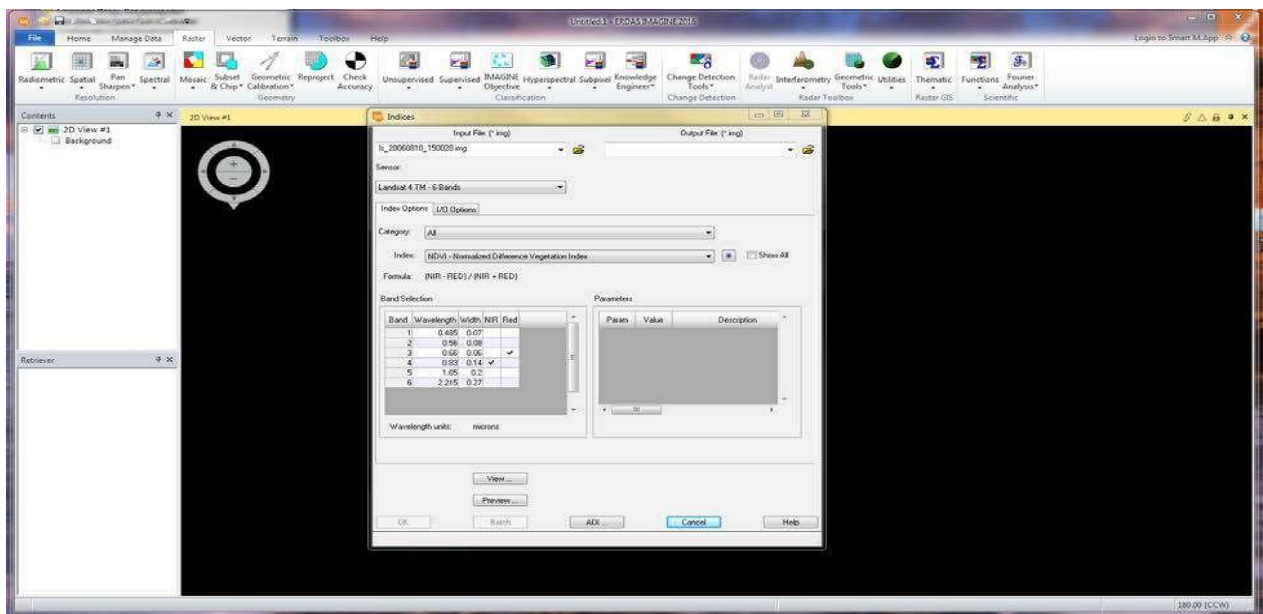 Untitled:1 - ERDAS IMAGINE 2016
File Home Manage Data Raster Vector Terrain Toolbox Help
Login to Smart M.App
Radiometric Spatial Pan Sharpen Spectral Mosaic Subset & Chip Geometric Calibration Reproject Check Accuracy Unsupervised Supervised IMAGINE Objective Hyperspectral Subpixel Knowledge Engineer Change Detection Tools Radar Analyst Interferometry Geometric Tools Utilities Thematic Functions Fourier Analysis
Resolution Geometry Classification Change Detection Radar Toolbox Raster GIS Scientific
Contents
2D View #1
Background
Retriever
2D View #1
Indices
Input File: (*.img) Output File: (*.img)
ls_20060810_150028.img
Sensor:
Landsat 4 TM - 6 Bands
Index Options I/O Options
Category: All
Index: NDVI - Normalized Difference Vegetation Index Show All
Formula: (NIR - RED) / (NIR + RED)
Band Selection Parameters
Band Wavelength Width NIR Red Param Value Description
1 0.485 0.07
2 0.56 0.08
3 0.66 0.06
4 0.83 0.14
5 1.65 0.2
6 2.215 0.27
Wavelength units: microns
View ...
Preview ...
OK Batch AOI ... Cancel Help
180.00 (CCW)